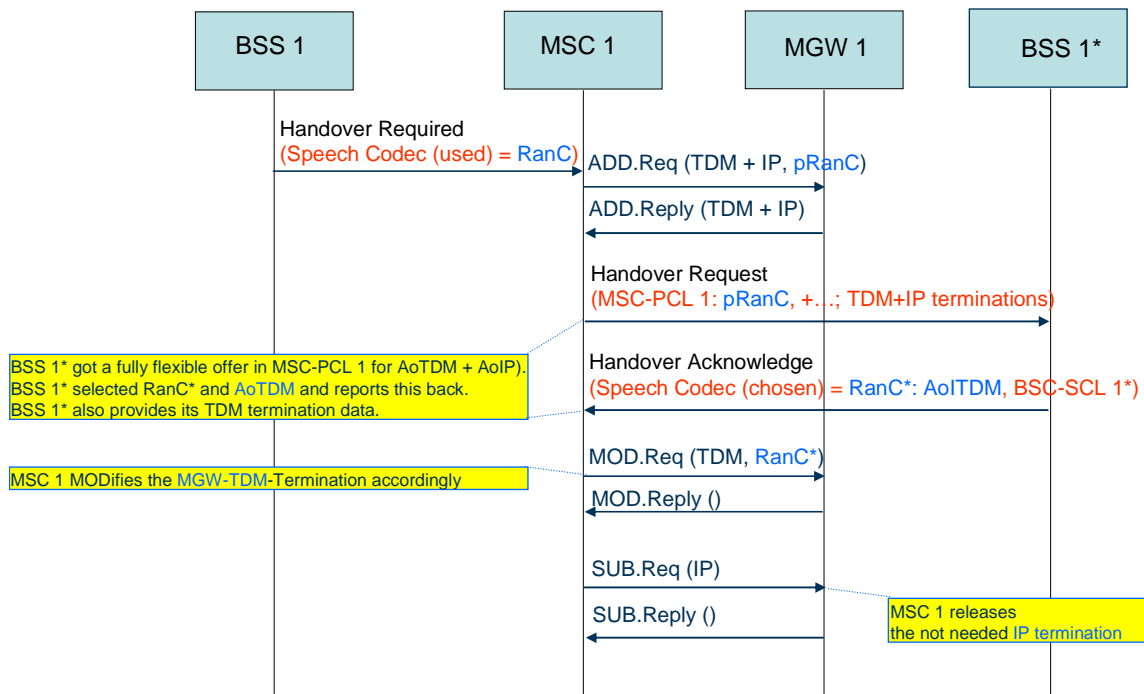 BSS 1
MSC 1
MGW 1
BSS 1*
Handover Required
(Speech Codec (used) = RanC)
ADD.Req (TDM + IP, pRanC)
ADD.Reply (TDM + IP)
Handover Request
(MSC-PCL 1: pRanC, +…; TDM+IP terminations)
BSS 1* got a fully flexible offer in MSC-PCL 1 for AoTDM + AoIP).
BSS 1* selected RanC* and AoTDM and reports this back.
BSS 1* also provides its TDM termination data.
Handover Acknowledge
(Speech Codec (chosen) = RanC*: AoITDM, BSC-SCL 1*)
MOD.Req (TDM, RanC*)
MSC 1 MODifies the MGW-TDM-Termination accordingly
MOD.Reply ()
SUB.Req (IP)
MSC 1 releases
the not needed IP termination
SUB.Reply ()